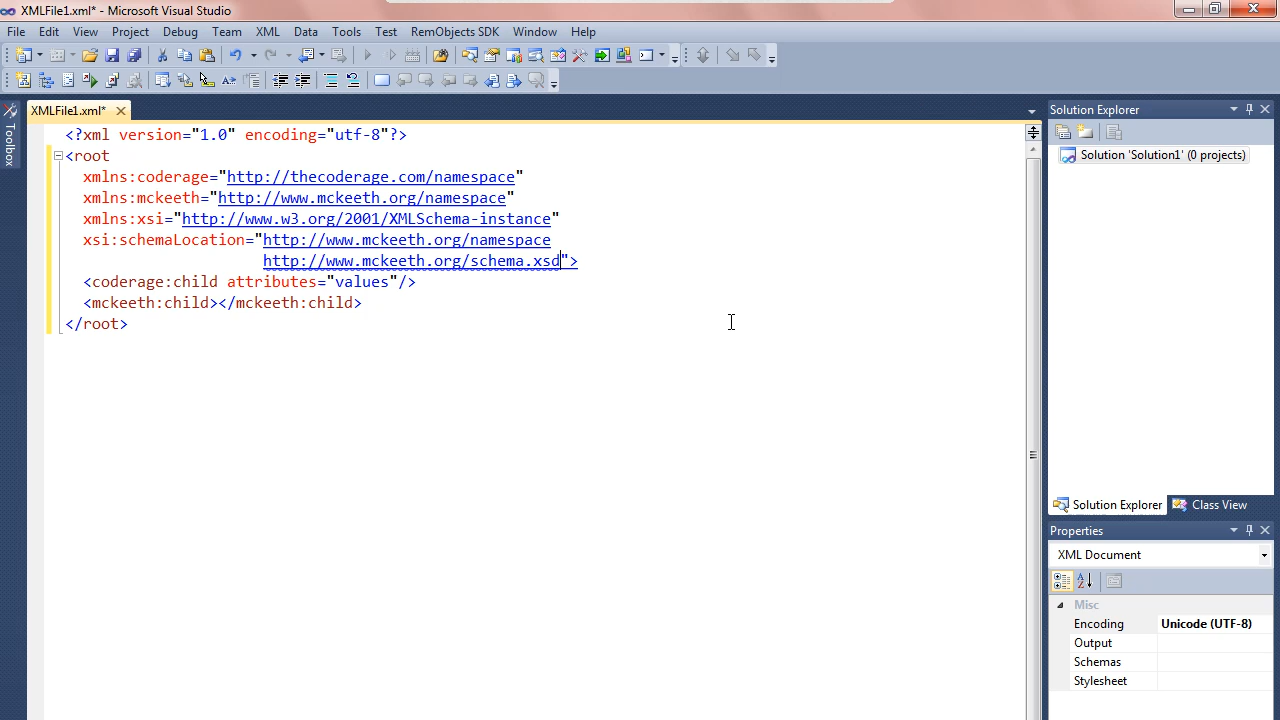 XMLFile1.xml* - Microsoft Visual Studio
File Edit View Project Debug Team XML Data Tools Test RemObjects SDK Window Help
XMLFile1.xml*
Toolbox
<?xml version="1.0" encoding="utf-8"?>
<root
xmlns:coderage="http://thecoderage.com/namespace"
xmlns:mckeeth="http://www.mckeeth.org/namespace"
xmlns:xsi="http://www.w3.org/2001/XMLSchema-instance"
xsi:schemaLocation="http://www.mckeeth.org/namespace
http://www.mckeeth.org/schema.xsd">
<coderage:child attributes="values"/>
<mckeeth:child></mckeeth:child>
</root>
Solution Explorer
Solution 'Solution1' (0 projects)
Solution Explorer Class View
Properties
XML Document
Misc
Encoding Unicode (UTF-8)
Output
Schemas
Stylesheet